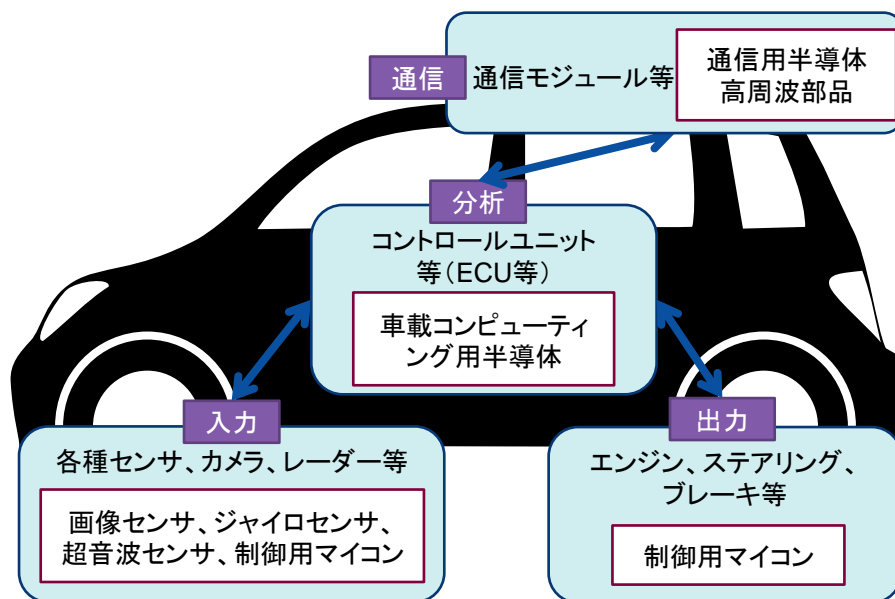 通信
通信モジュール等
通信用半導体
高周波部品
分析
コントロールユニット
等（ECU等）
車載コンピューティ
ング用半導体
入力
各種センサ、カメラ、レーダー等
画像センサ、ジャイロセンサ、
超音波センサ、制御用マイコン
出力
エンジン、ステアリング、
ブレーキ等
制御用マイコン